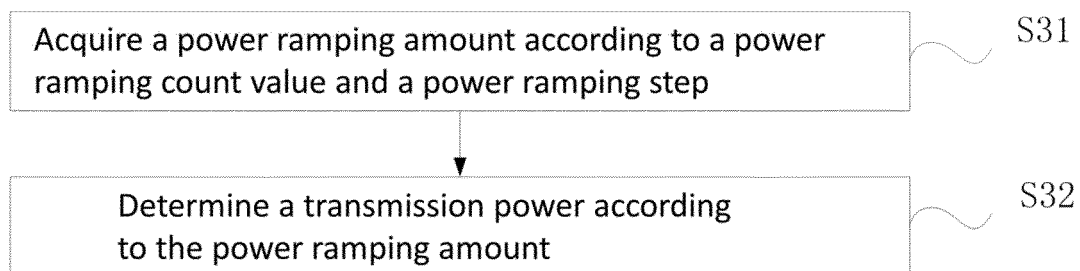 Acquire a power ramping amount according to a power
ramping count value and a power ramping step
S31
Determine a transmission power according
to the power ramping amount
S32